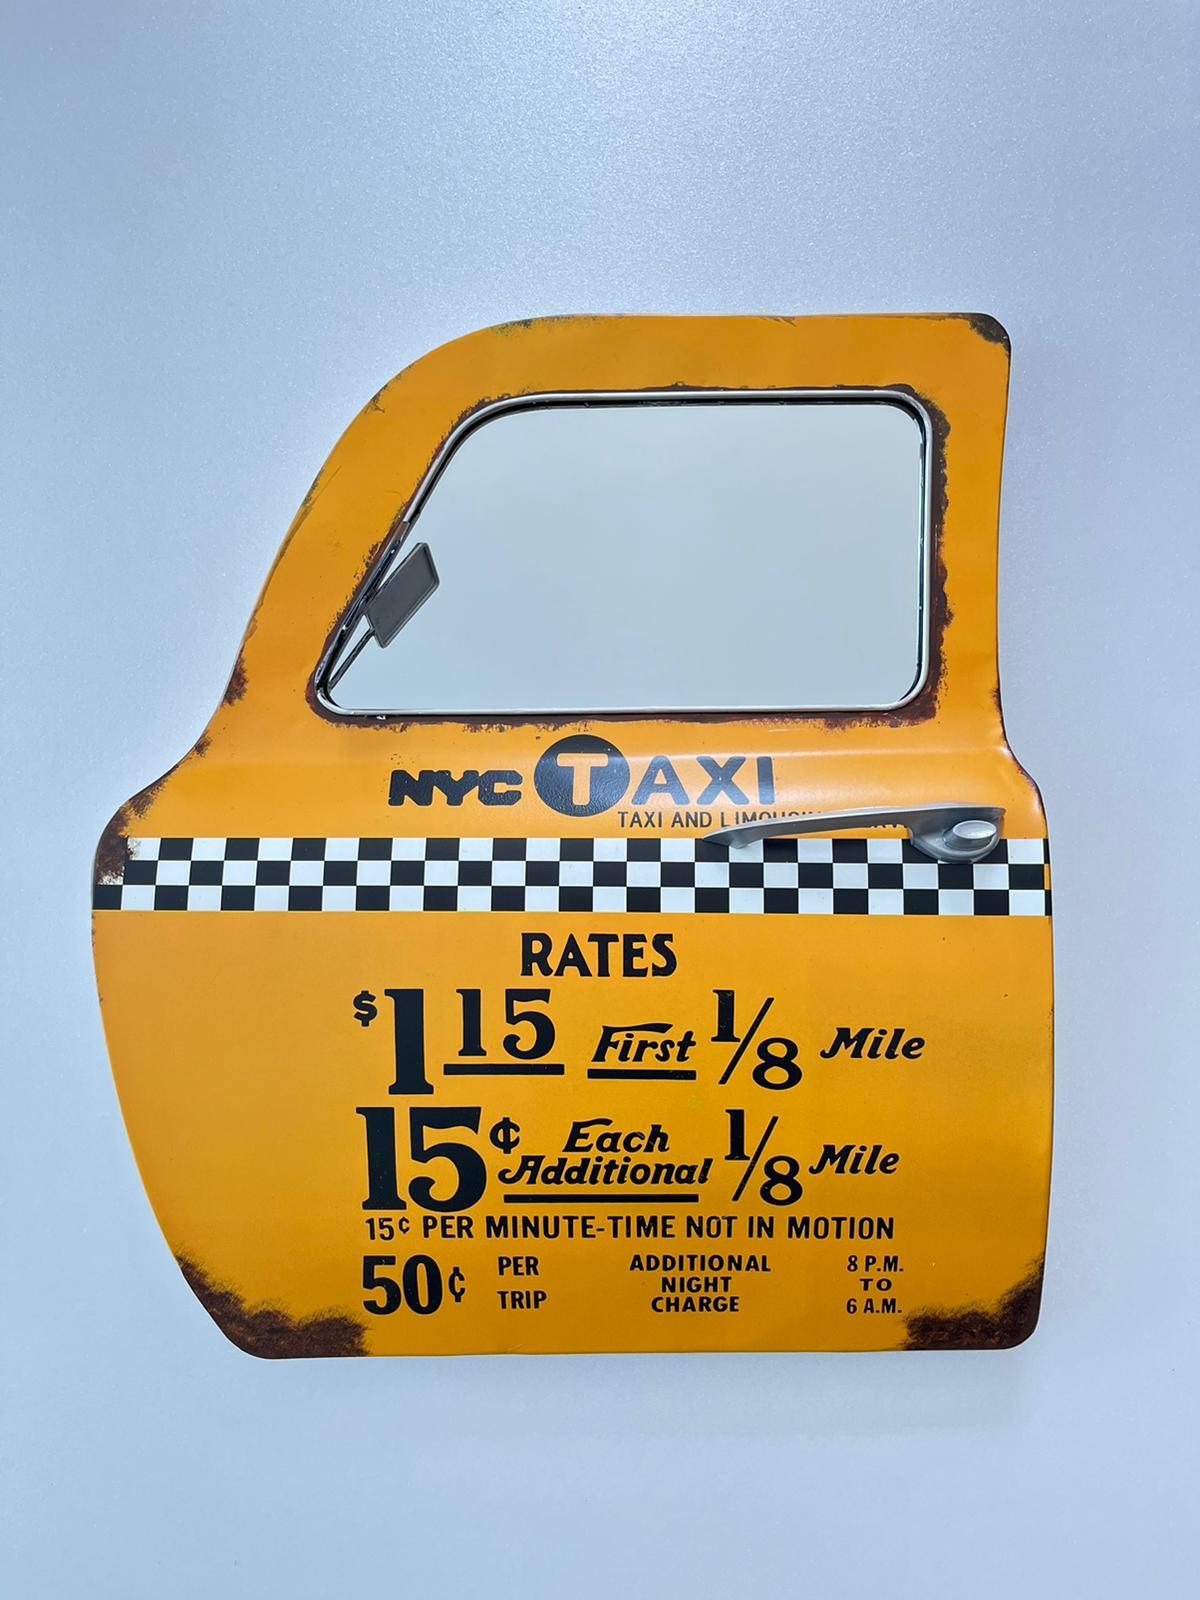 NYC TAXI
TAXI AND LIMOUSINE
RATES
$1 15 First 1/8 Mile
15¢ Each Additional 1/8 Mile
15¢ PER MINUTE-TIME NOT IN MOTION
50¢ PER TRIP ADDITIONAL NIGHT CHARGE 8 P.M. TO 6 A.M.